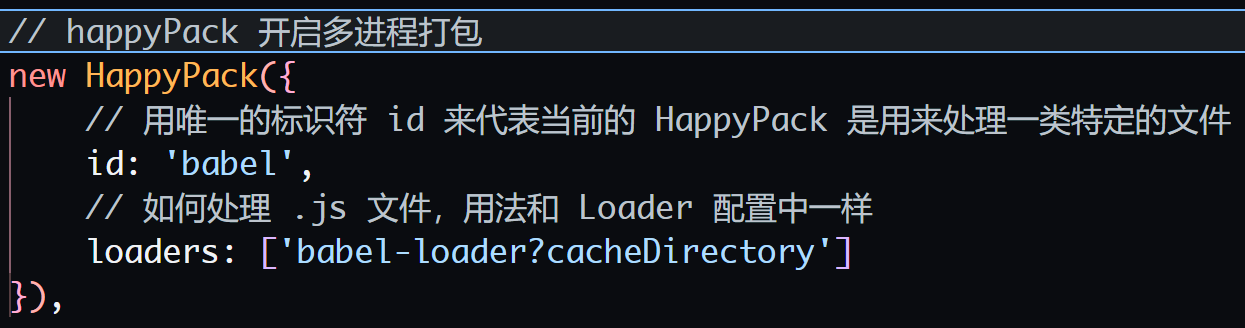 // happyPack 开启多进程打包
new HappyPack({
    // 用唯一的标识符 id 来代表当前的 HappyPack 是用来处理一类特定的文件
    id: 'babel',
    // 如何处理 .js 文件，用法和 Loader 配置中一样
    loaders: ['babel-loader?cacheDirectory']
}),